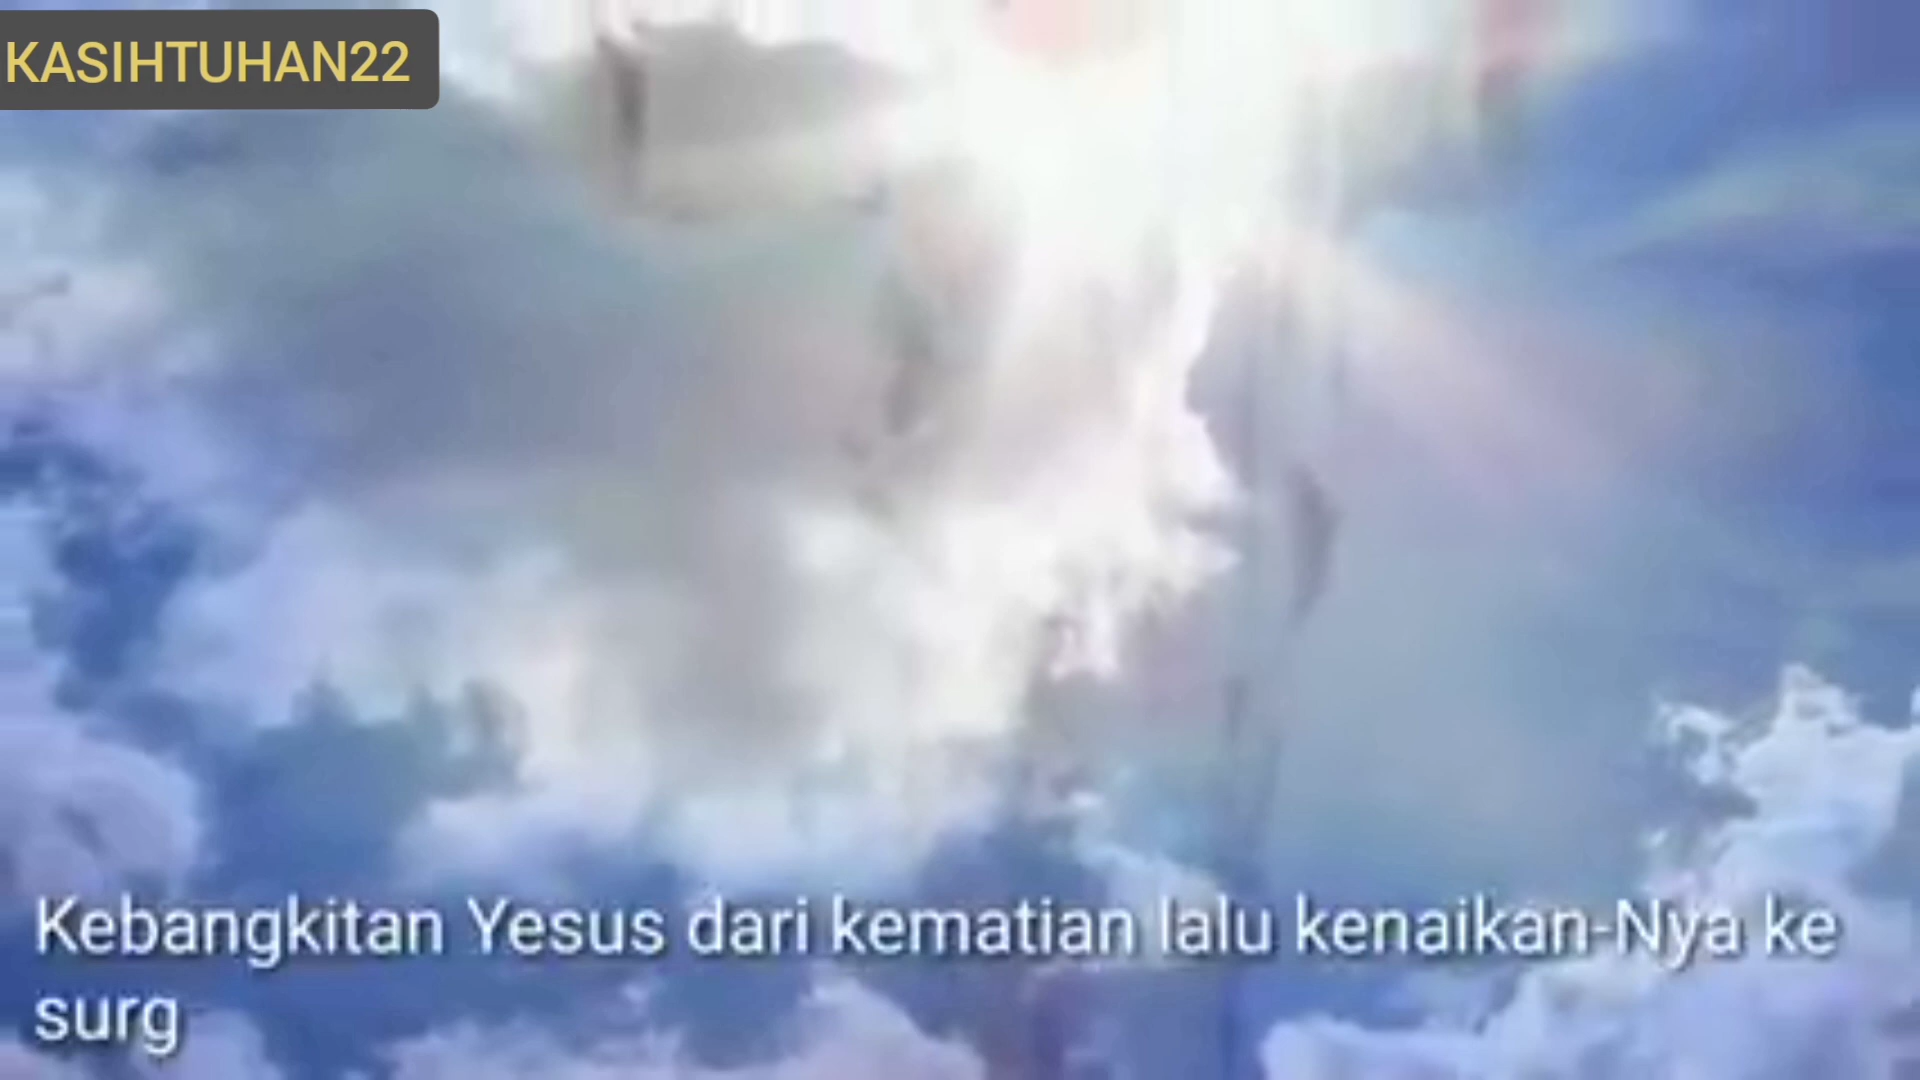 KASIHTUHAN22
Kebangkitan Yesus dari kematian lalu kenaikan-Nya ke
surg